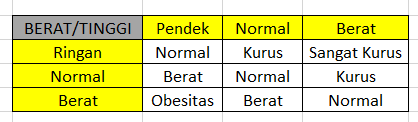 BERAT/TINGGI Pendek Normal Berat
Ringan Normal Kurus Sangat Kurus
Normal Berat Normal Kurus
Berat Obesitas Berat Normal